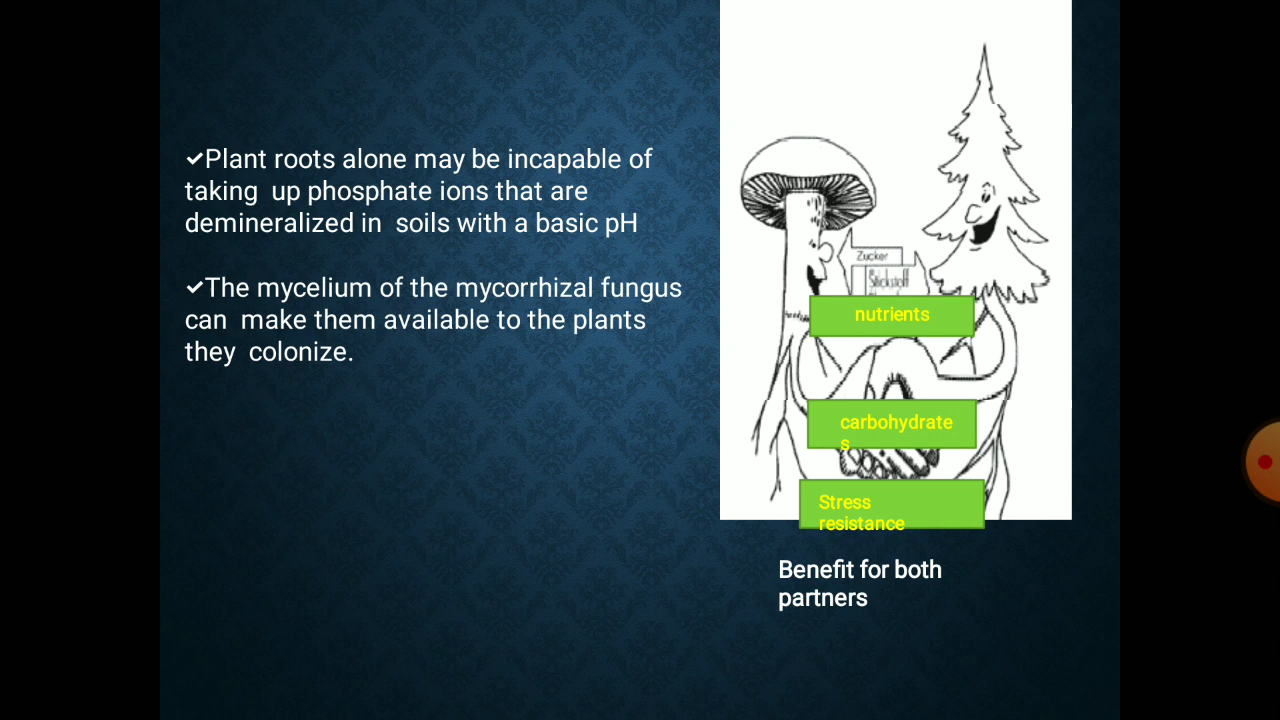 ✓Plant roots alone may be incapable of
taking up phosphate ions that are
demineralized in soils with a basic pH
✓The mycelium of the mycorrhizal fungus
can make them available to the plants
they colonize.
Zucker
Stickstoff
nutrients
carbohydrate
s
Stress
resistance
Benefit for both
partners